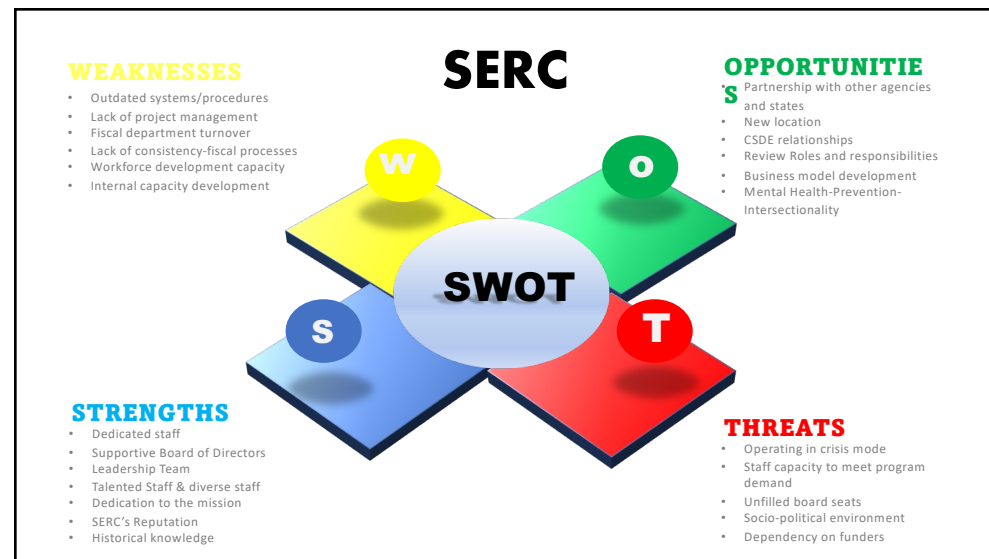 SERC
WEAKNESSES
• Outdated systems/procedures
• Lack of project management
• Fiscal department turnover
• Lack of consistency-fiscal processes
• Workforce development capacity
• Internal capacity development
OPPORTUNITIE
S
• Partnership with other agencies
and states
• New location
• CSDE relationships
• Review Roles and responsibilities
• Business model development
• Mental Health-Prevention-
Intersectionality
W
O
SWOT
S
T
STRENGTHS
• Dedicated staff
• Supportive Board of Directors
• Leadership Team
• Talented Staff & diverse staff
• Dedication to the mission
• SERC’s Reputation
• Historical knowledge
THREATS
• Operating in crisis mode
• Staff capacity to meet program
demand
• Unfilled board seats
• Socio-political environment
• Dependency on funders